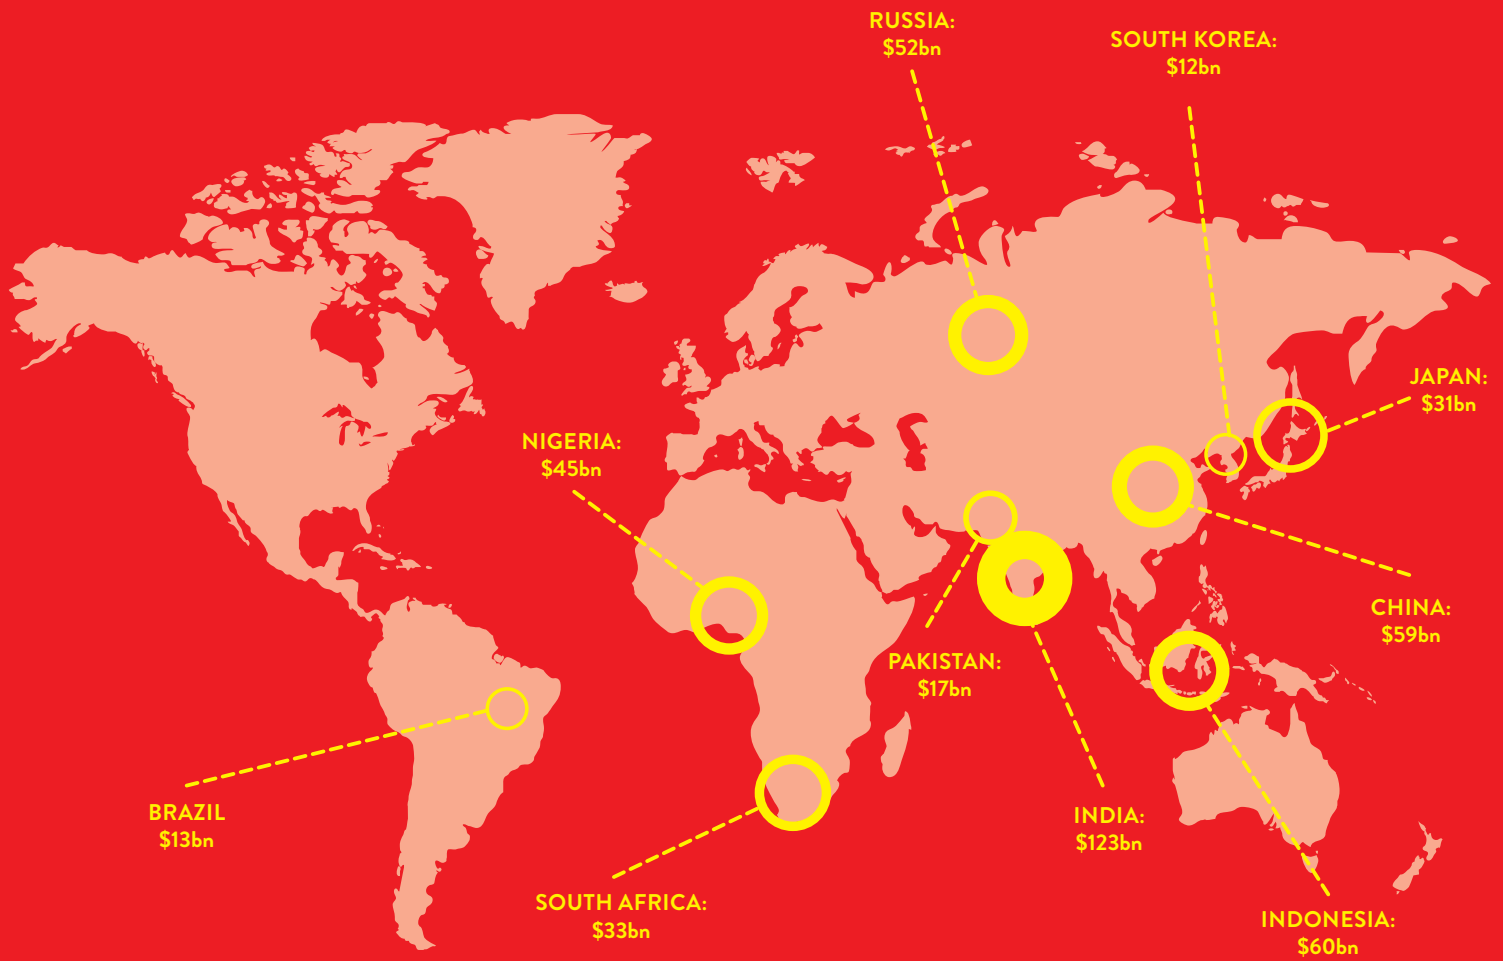 RUSSIA:
$52bn
SOUTH KOREA:
$12bn
JAPAN:
$31bn
NIGERIA:
$45bn
CHINA:
$59bn
PAKISTAN:
$17bn
BRAZIL
$13bn
INDIA:
$123bn
SOUTH AFRICA:
$33bn
INDONESIA:
$60bn